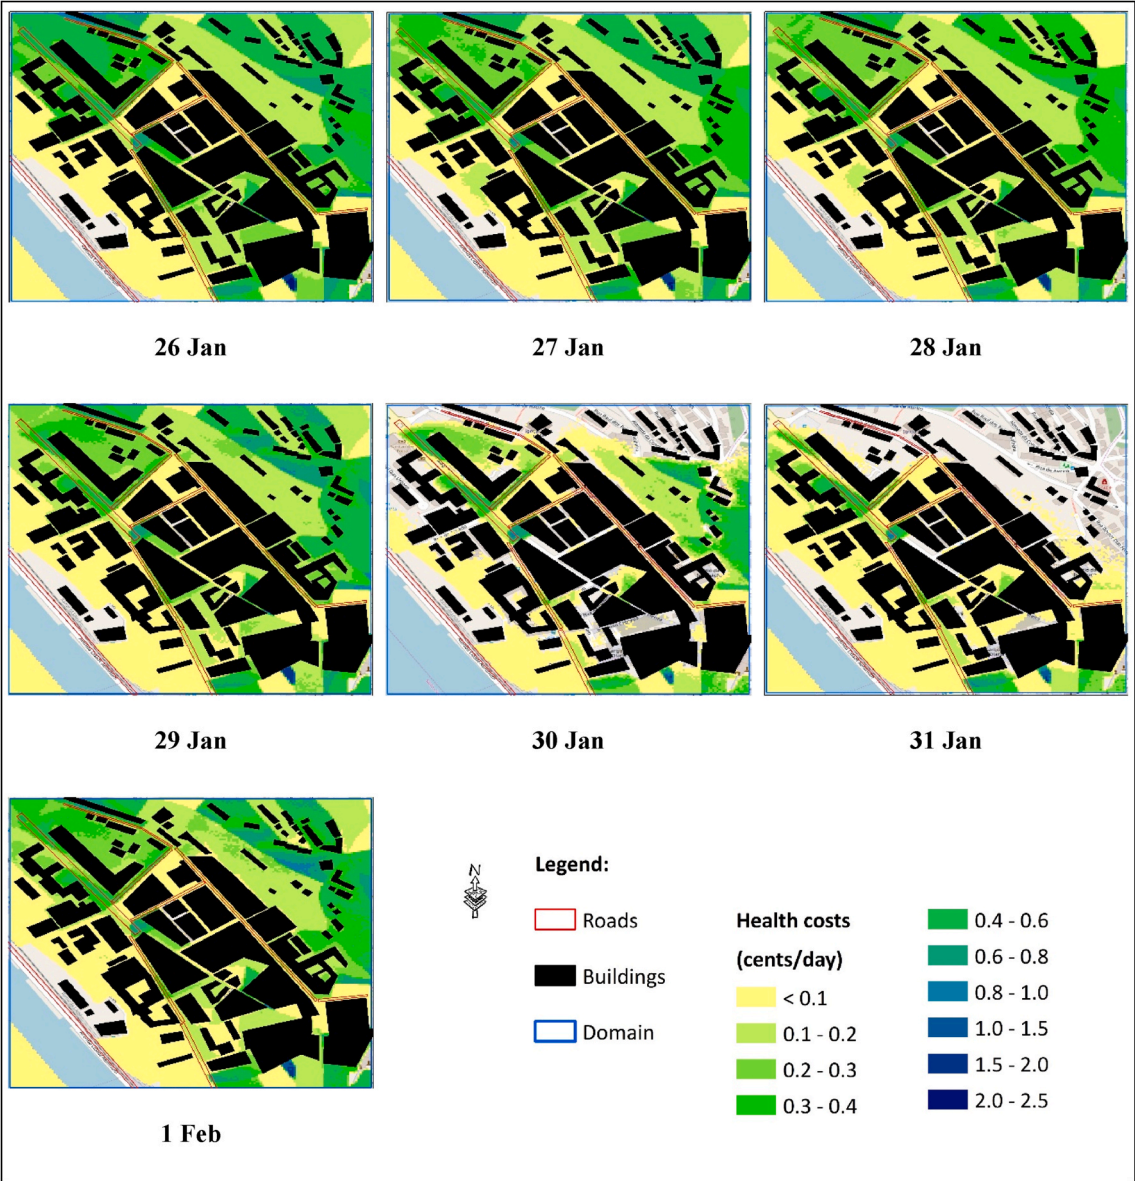 26 Jan
27 Jan
28 Jan
29 Jan
30 Jan
31 Jan
1 Feb
N
Legend:
Roads
Buildings
Domain
Health costs
(cents/day)
< 0.1
0.1 - 0.2
0.2 - 0.3
0.3 - 0.4
0.4 - 0.6
0.6 - 0.8
0.8 - 1.0
1.0 - 1.5
1.5 - 2.0
2.0 - 2.5